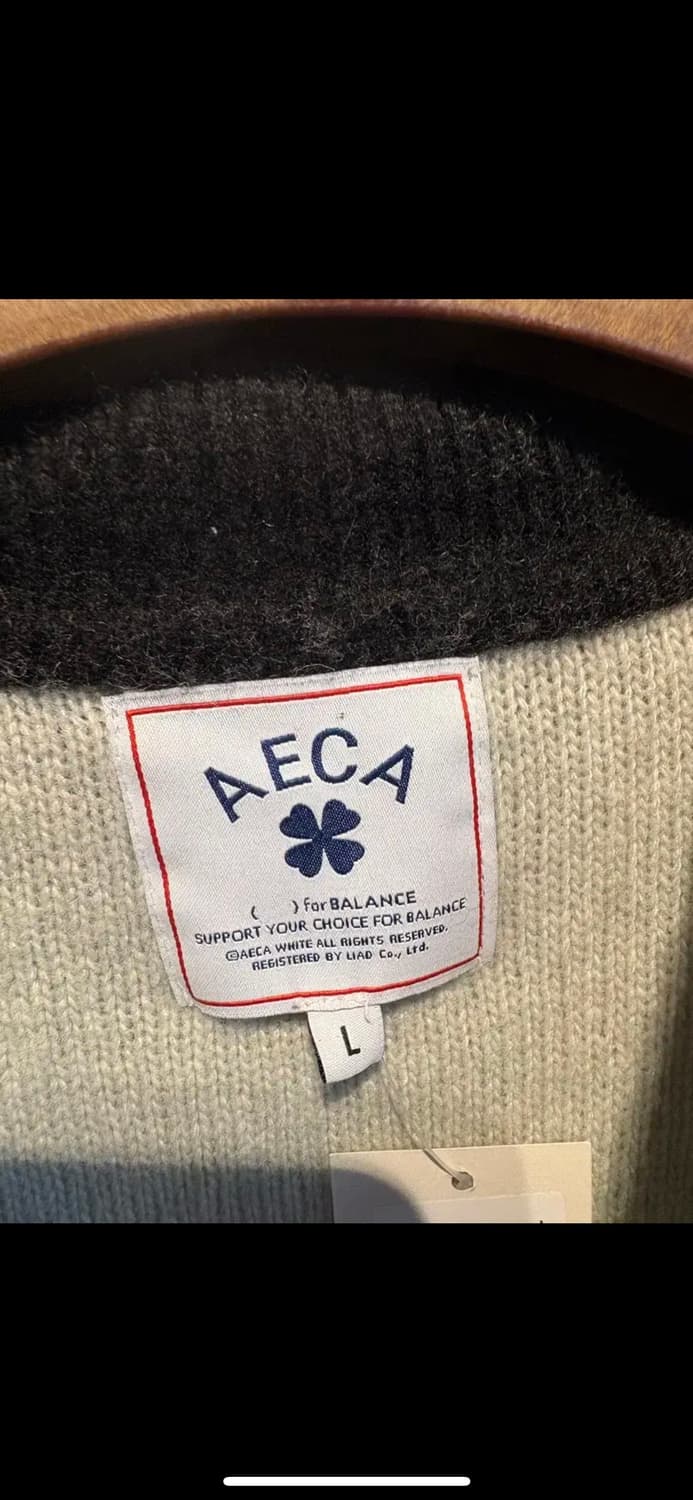 AECA
(    ) for BALANCE
SUPPORT YOUR CHOICE FOR BALANCE
©AECA WHITE ALL RIGHTS RESERVED.
REGISTERED BY LIAD Co., Ltd.
L